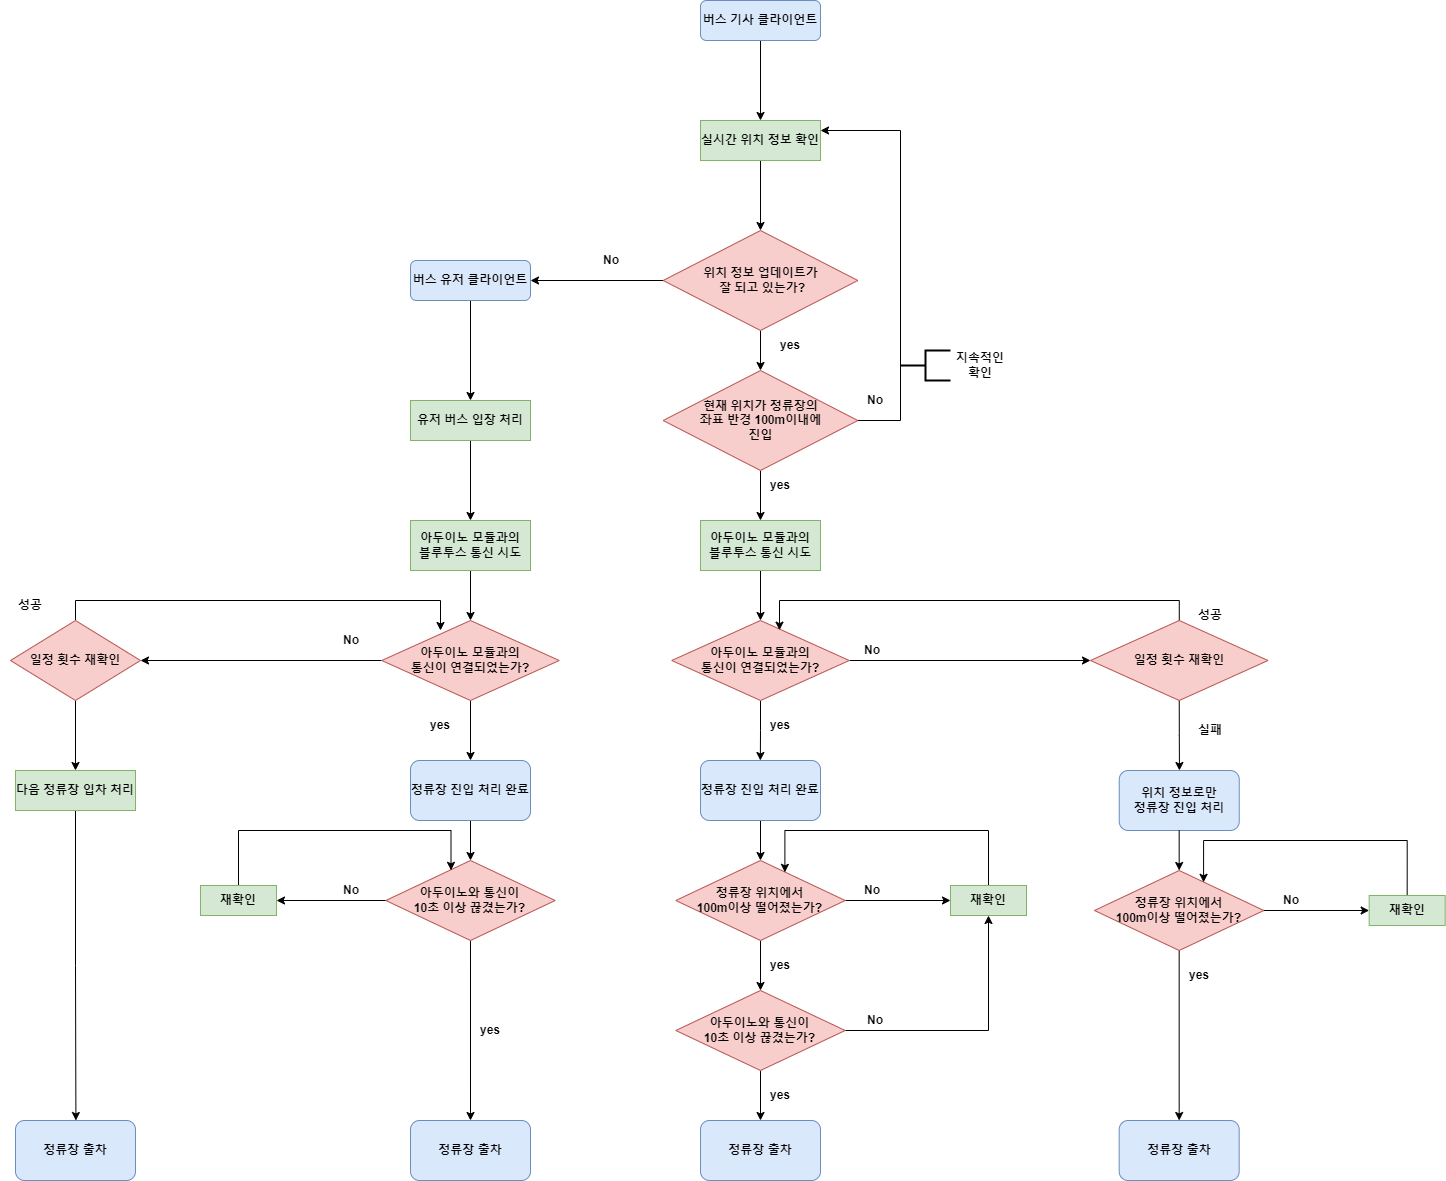 버스 기사 클라이언트
실시간 위치 정보 확인
위치 정보 업데이트가
잘 되고 있는가?
No
버스 유저 클라이언트
yes
지속적인
확인
현재 위치가 정류장의
좌표 반경 100m이내에
진입
No
유저 버스 입장 처리
yes
아두이노 모듈과의
블루투스 통신 시도
아두이노 모듈과의
블루투스 통신 시도
성공
성공
일정 횟수 재확인
No
아두이노 모듈과의
통신이 연결되었는가?
아두이노 모듈과의
통신이 연결되었는가?
No
일정 횟수 재확인
yes
yes
실패
다음 정류장 입차 처리
정류장 진입 처리 완료
정류장 진입 처리 완료
위치 정보로만
정류장 진입 처리
재확인
No
아두이노와 통신이
10초 이상 끊겼는가?
정류장 위치에서
100m이상 떨어졌는가?
No
재확인
정류장 위치에서
100m이상 떨어졌는가?
No
재확인
yes
yes
아두이노와 통신이
10초 이상 끊겼는가?
No
yes
yes
정류장 출차
정류장 출차
정류장 출차
정류장 출차